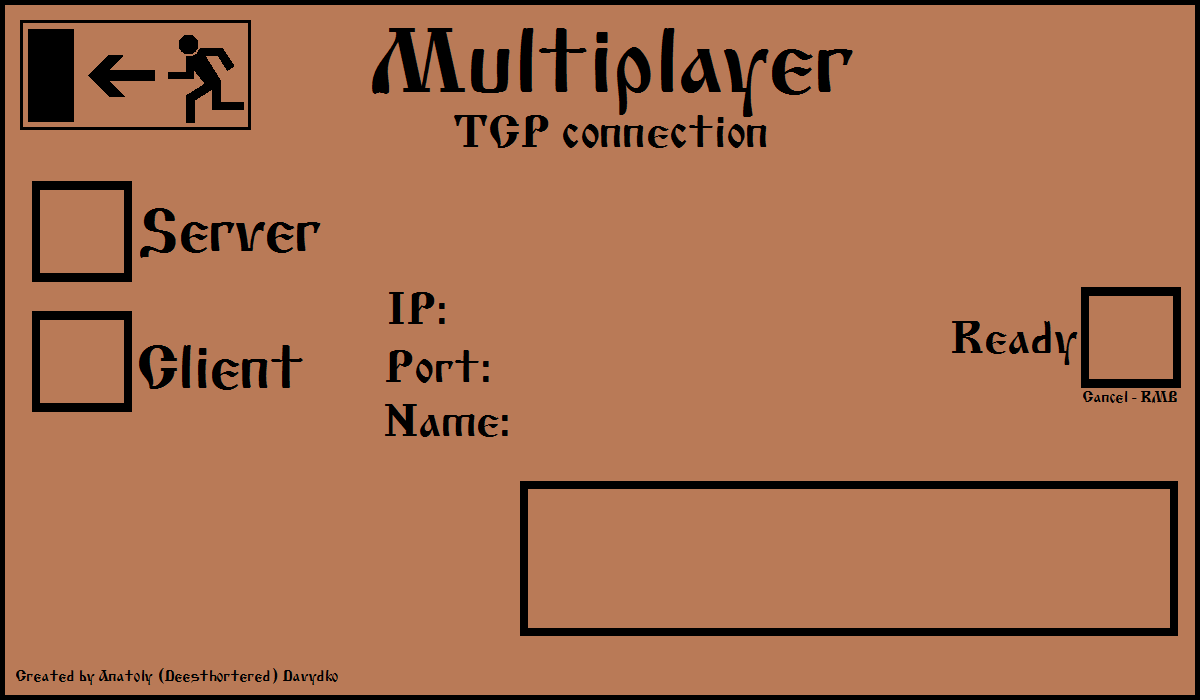 Multiplayer
TCP connection
Server
Client
IP:
Port:
Name:
Ready
Cancel - RMB
Created by Anatoly (Deesthortered) Davydko